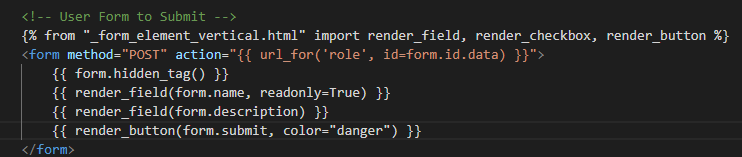 <!-- User Form to Submit -->
{% from "_form_element_vertical.html" import render_field, render_checkbox, render_button %}
<form method="POST" action="{{ url_for('role', id=form.id.data) }}">
{{ form.hidden_tag() }}
{{ render_field(form.name, readonly=True) }}
{{ render_field(form.description) }}
{{ render_button(form.submit, color="danger") }}
</form>